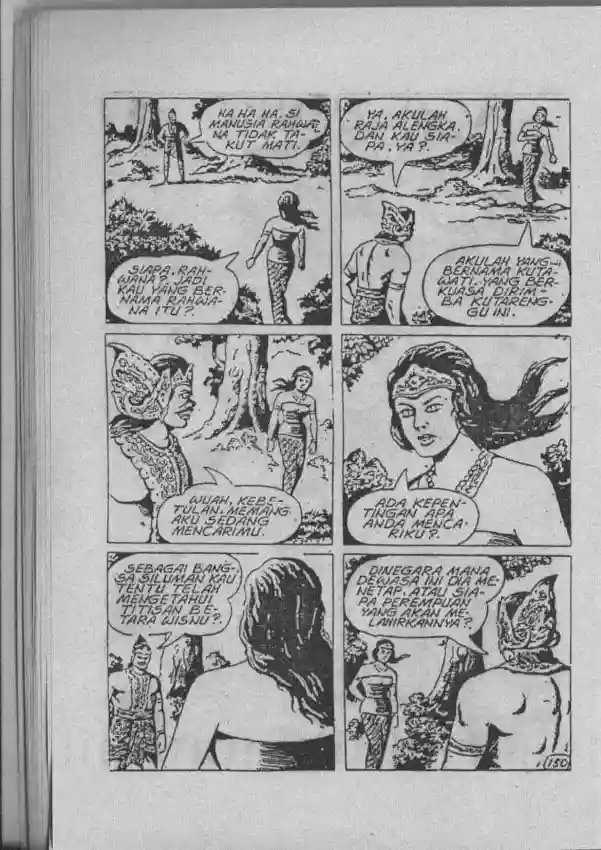 HA HA HA. SI
MANUSIA RAHWA-
NA TIDAK TA-
KUT MATI.
SIAPA. RAH-
WANA? JADI
KAU YANG BER-
NAMA RAHWA-
NA ITU?.
YA. AKULAH
RAJA ALENGKA.
DAN KAU SIA-
PA. YA?.
AKULAH YANG
BERNAMA KUTA-
WATI. YANG BER-
KUASA DIRIM-
BA KUTARENG-
GU INI.
WUAH. KEBE-
TULAN. MEMANG
AKU SEDANG
MENCARIMU.
ADA KEPEN-
TINGAN APA
ANDA MENCA-
RIKU?.
SEBAGAI BANG-
SA SILUMAN KAU
TENTU TELAH
MENGETAHUI
TITISAN BE-
TARA WISNU?.
DINEGARA MANA
DEWASA INI DIA ME-
NETAP. ATAU SIA-
PA PEREMPUAN
YANG AKAN ME-
LAHIRKANNYA?.
(150)